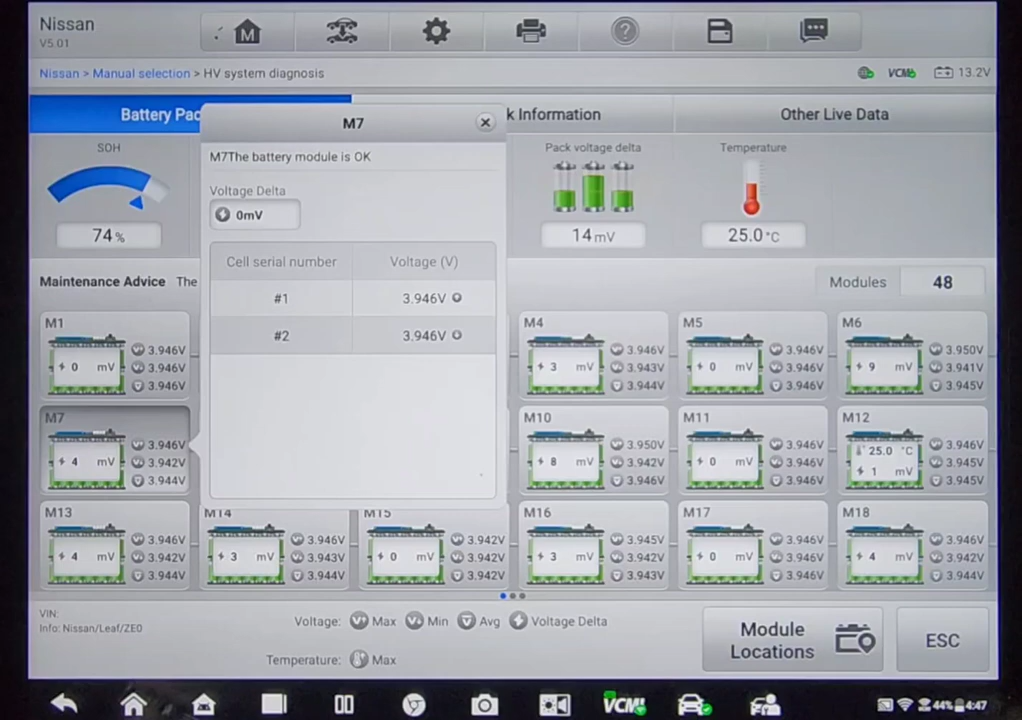 Nissan
V5.01
M
?
Nissan > Manual selection > HV system diagnosis
VCMI
13.2V
Battery Pac
k Information
Other Live Data
SOH
74%
M7
M7The battery module is OK
Voltage Delta
0mV
Cell serial number Voltage (V)
#1 3.946V
#2 3.946V
Pack voltage delta
14mV
Temperature
25.0°C
Maintenance Advice The
Modules 48
M1
0 mV
3.946V
3.946V
3.946V
M4
3 mV
3.946V
3.943V
3.944V
M5
0 mV
3.946V
3.946V
3.946V
M6
9 mV
3.950V
3.941V
3.945V
M7
4 mV
3.946V
3.942V
3.944V
M10
8 mV
3.950V
3.942V
3.946V
M11
0 mV
3.946V
3.946V
3.946V
M12
25.0 °C
1 mV
3.946V
3.945V
3.945V
M13
4 mV
3.946V
3.942V
3.944V
M14
3 mV
3.946V
3.943V
3.944V
M15
0 mV
3.942V
3.942V
3.942V
M16
3 mV
3.945V
3.942V
3.943V
M17
0 mV
3.946V
3.946V
3.946V
M18
4 mV
3.946V
3.942V
3.944V
VIN:
Info: Nissan/Leaf/ZE0
Voltage: Max Min Avg Voltage Delta
Temperature: Max
Module
Locations
ESC
VCMI
44% 4:47